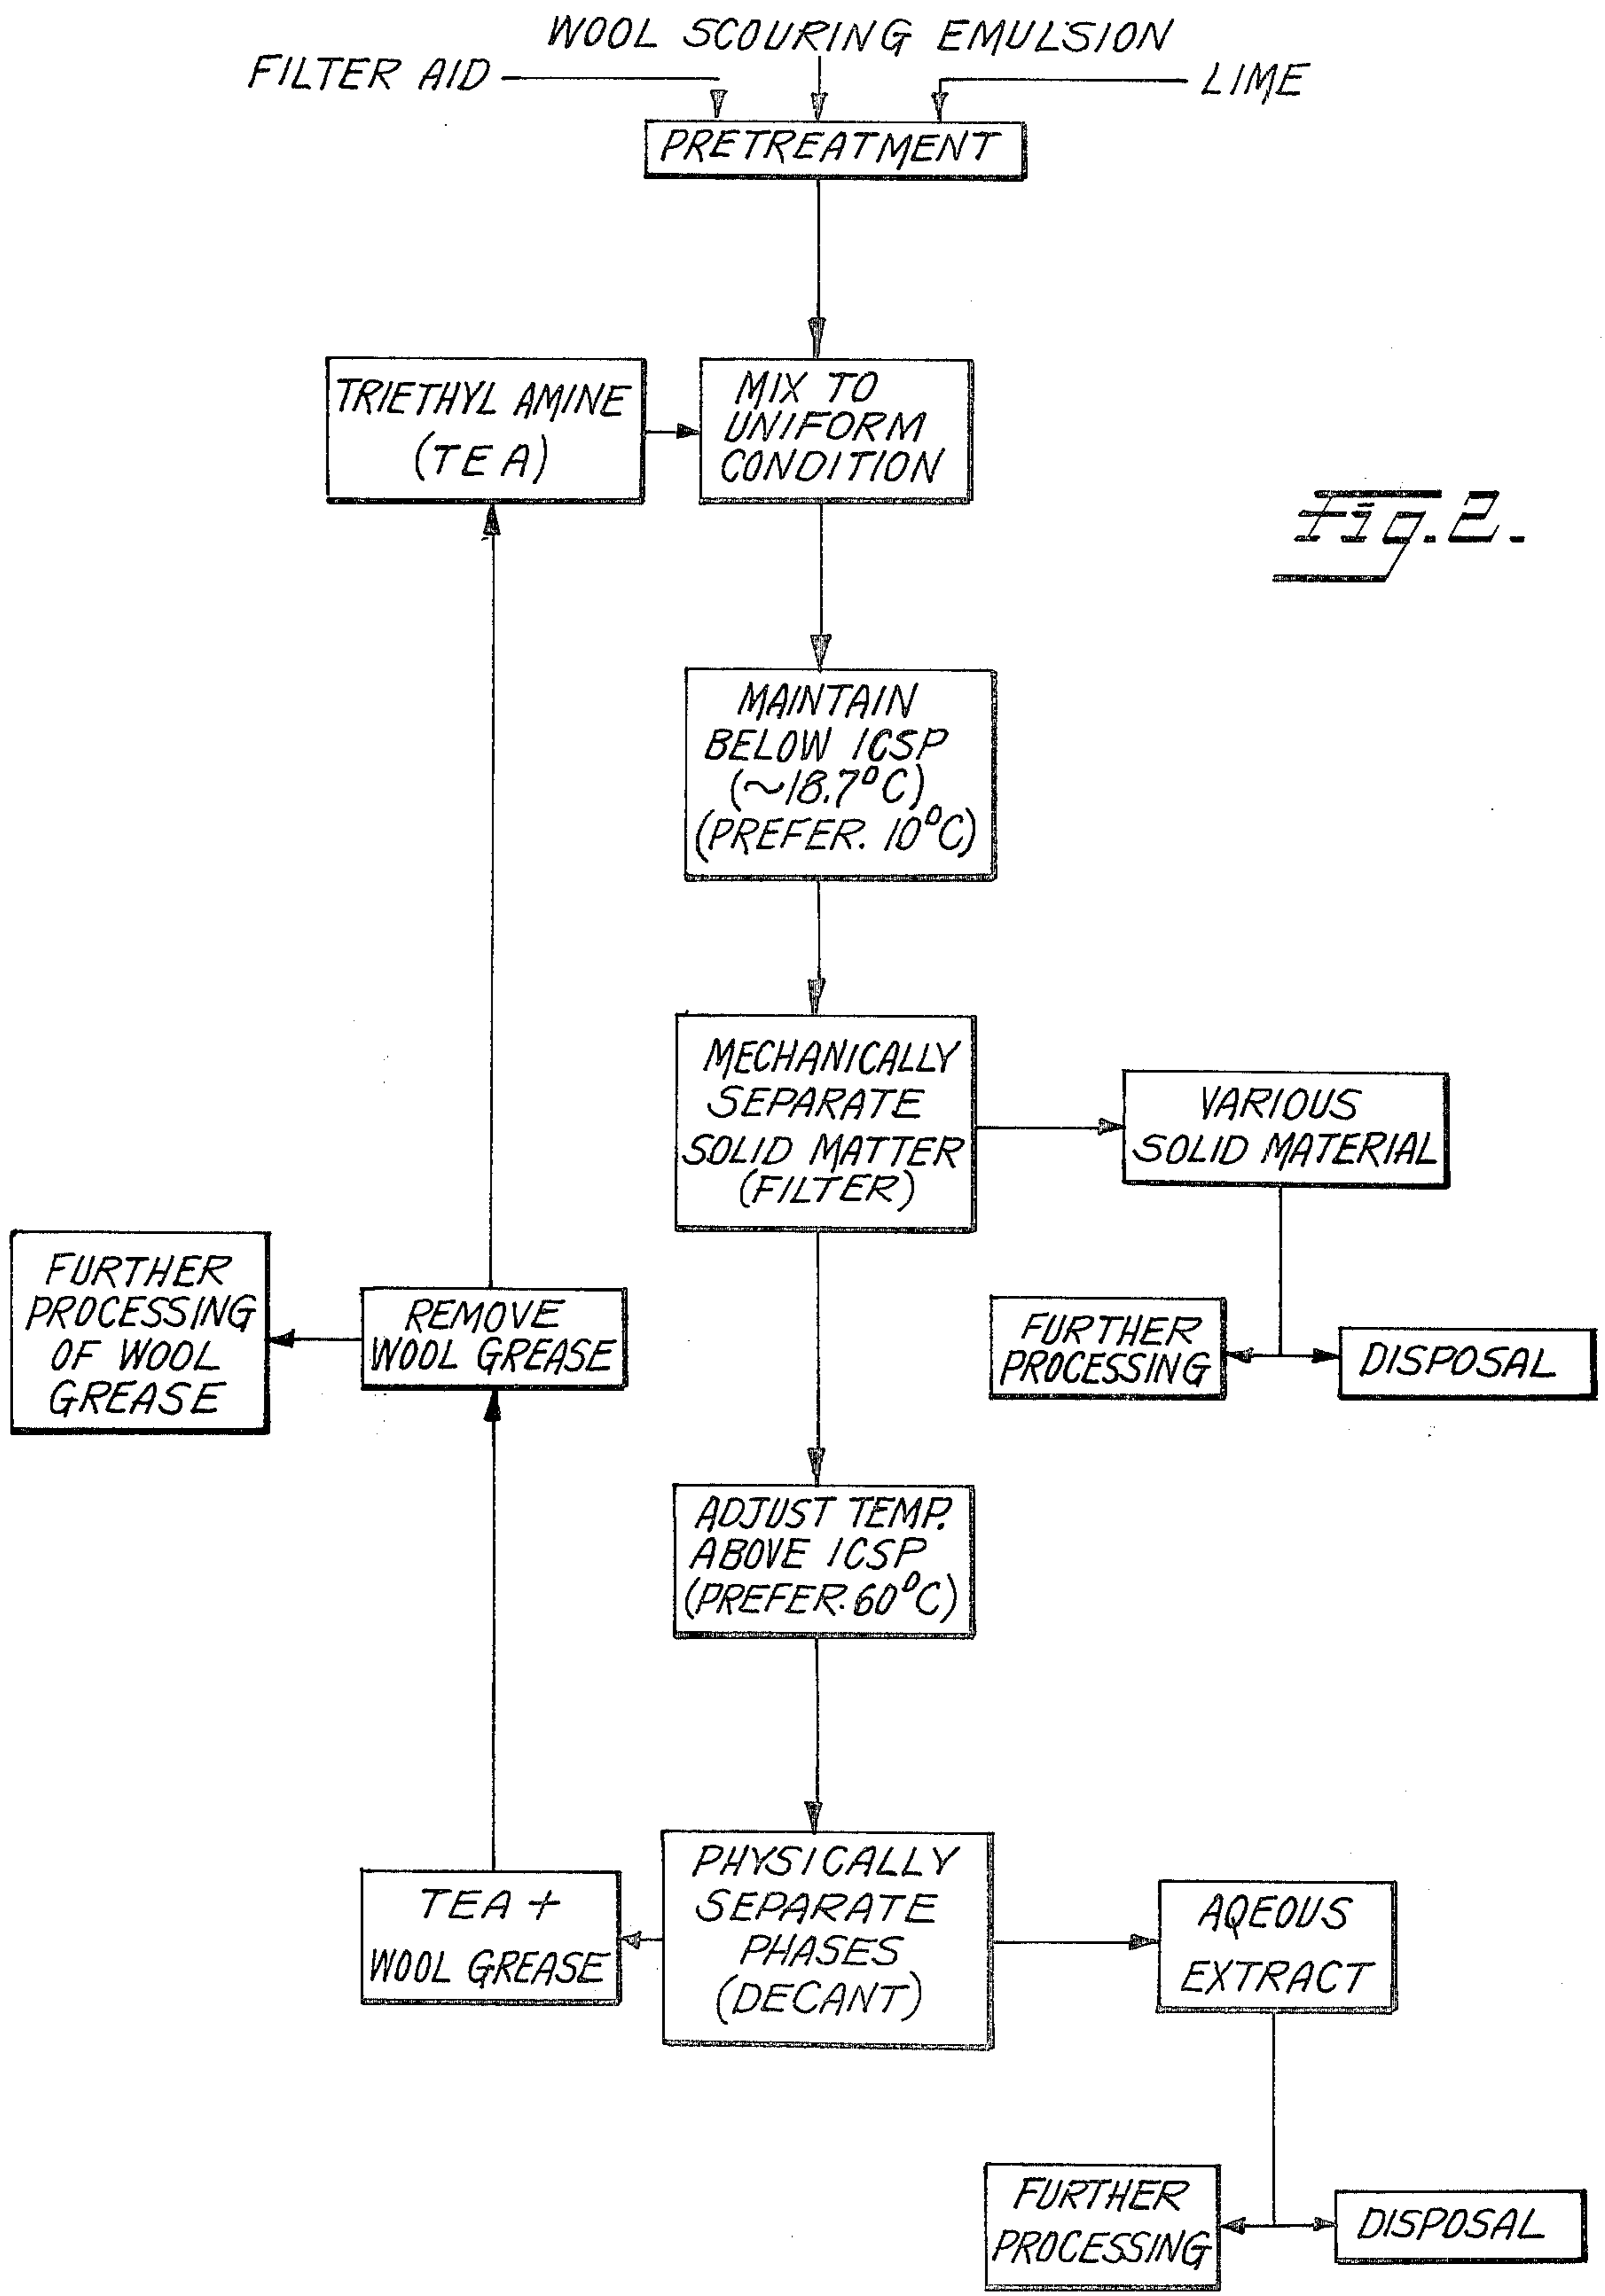 WOOL SCOURING EMULSION
FILTER AID
LIME
PRETREATMENT
TRIETHYL AMINE
(TEA)
MIX TO
UNIFORM
CONDITION
Fig. 2.
MAINTAIN
BELOW ICSP
(~18.7°C)
(PREFER. 10°C)
MECHANICALLY
SEPARATE
SOLID MATTER
(FILTER)
VARIOUS
SOLID MATERIAL
FURTHER
PROCESSING
OF WOOL
GREASE
REMOVE
WOOL GREASE
FURTHER
PROCESSING
DISPOSAL
ADJUST TEMP.
ABOVE ICSP
(PREFER. 60°C)
TEA +
WOOL GREASE
PHYSICALLY
SEPARATE
PHASES
(DECANT)
AQEOUS
EXTRACT
FURTHER
PROCESSING
DISPOSAL